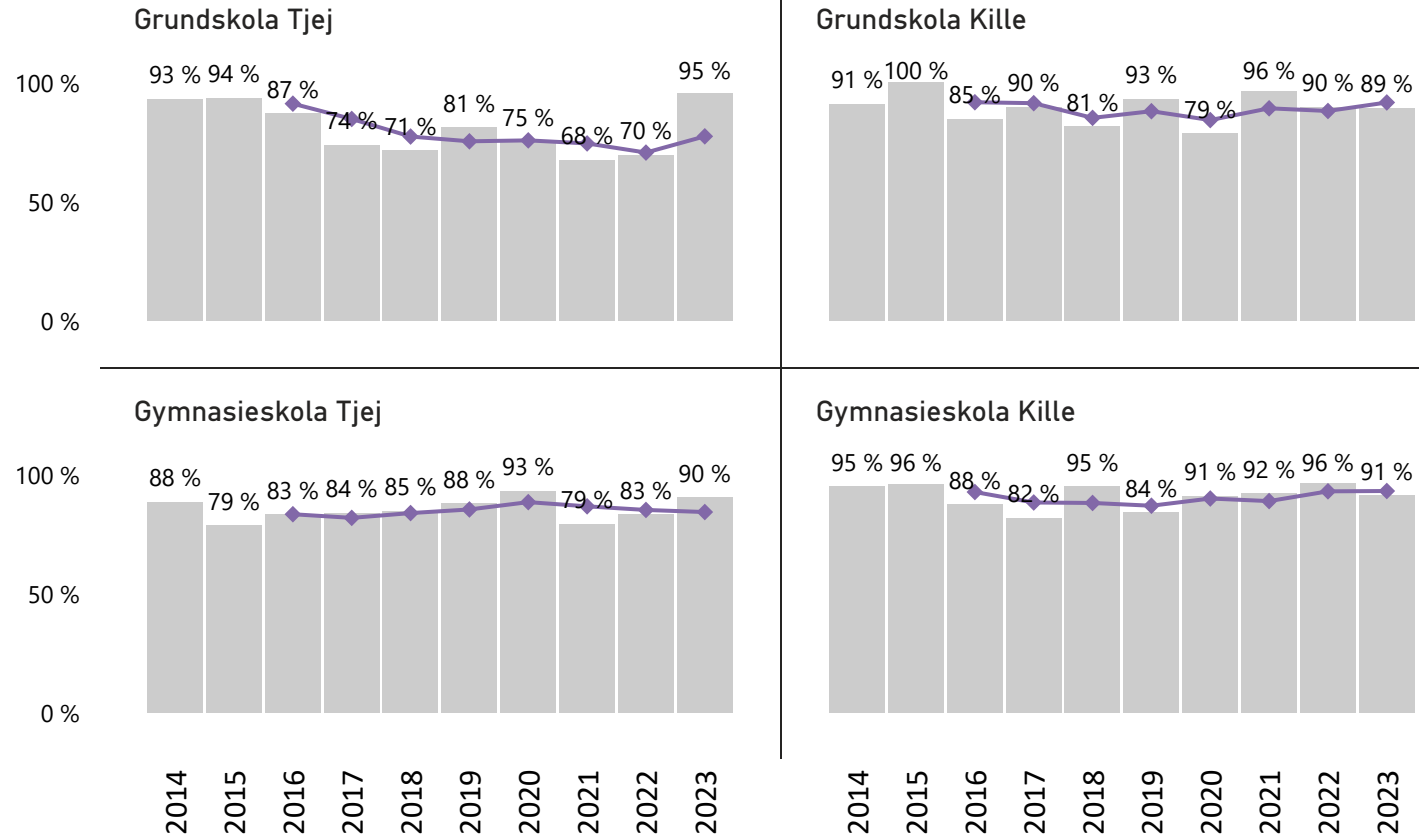 Grundskola Tjej
100 %
50 %
0 %
93 % 94 % 87 % 74 % 71 % 81 % 75 % 68 % 70 % 95 %
Grundskola Kille
91 % 100 % 85 % 90 % 81 % 93 % 79 % 96 % 90 % 89 %
Gymnasieskola Tjej
100 %
50 %
0 %
88 % 79 % 83 % 84 % 85 % 88 % 93 % 79 % 83 % 90 %
Gymnasieskola Kille
95 % 96 % 88 % 82 % 95 % 84 % 91 % 92 % 96 % 91 %
2014 2015 2016 2017 2018 2019 2020 2021 2022 2023
2014 2015 2016 2017 2018 2019 2020 2021 2022 2023